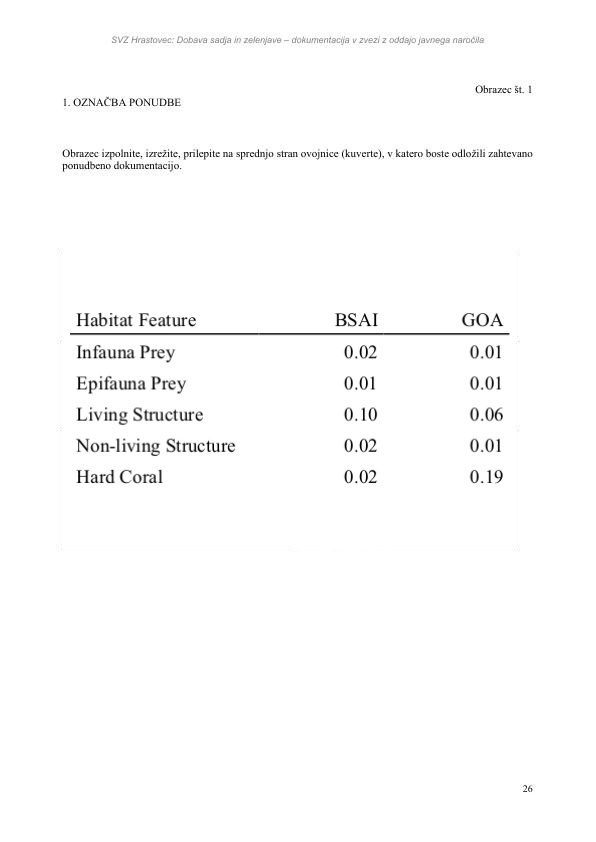 SVZ Hrastovec: Dobava sadja in zelenjave – dokumentacija v zvezi z oddajo javnega naročila
Obrazec št. 1
1. OZNAČBA PONUDBE
Obrazec izpolnite, izrežite, prilepite na sprednjo stran ovojnice (kuverte), v katero boste odložili zahtevano
ponudbeno dokumentacijo.
Habitat Feature BSAI GOA
Infauna Prey 0.02 0.01
Epifauna Prey 0.01 0.01
Living Structure 0.10 0.06
Non-living Structure 0.02 0.01
Hard Coral 0.02 0.19
26